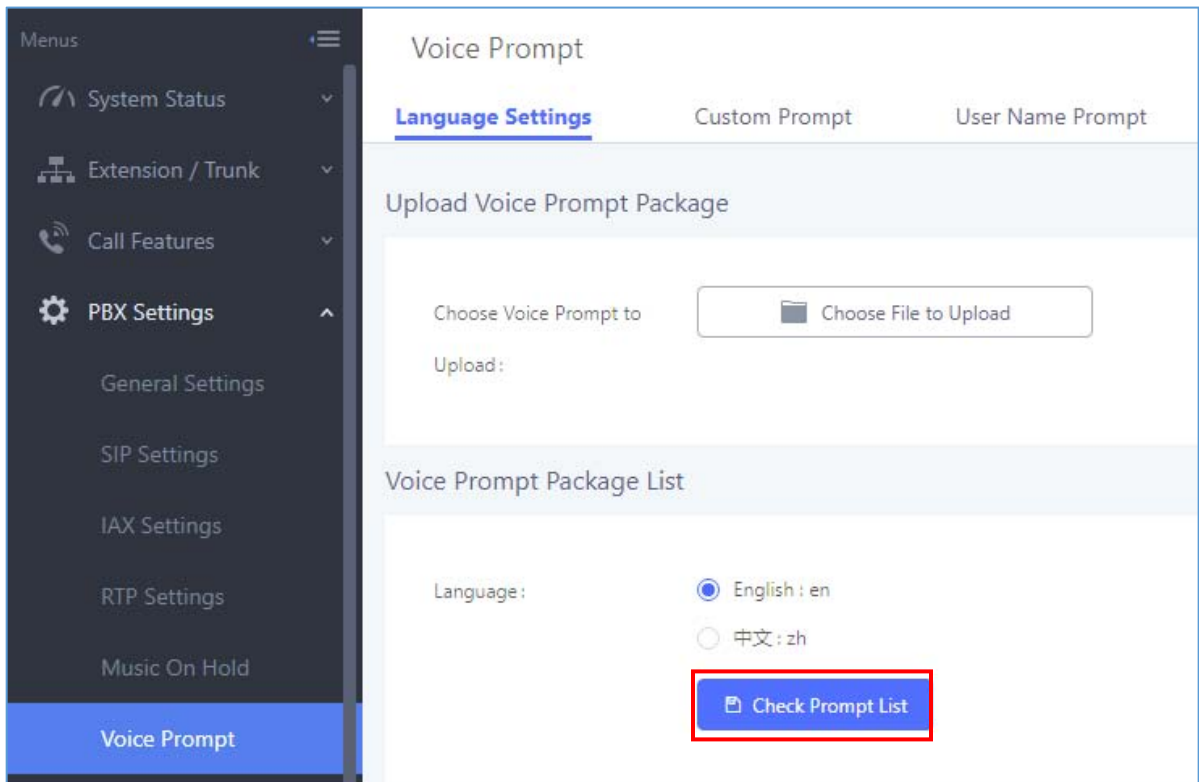 Menus
System Status
Extension / Trunk
Call Features
PBX Settings
General Settings
SIP Settings
IAX Settings
RTP Settings
Music On Hold
Voice Prompt
Voice Prompt
Language Settings
Custom Prompt
User Name Prompt
Upload Voice Prompt Package
Choose Voice Prompt to
Upload :
Choose File to Upload
Voice Prompt Package List
Language :
English : en
中文 : zh
Check Prompt List